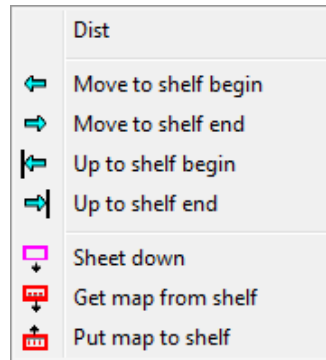 Dist
Move to shelf begin
Move to shelf end
Up to shelf begin
Up to shelf end
Sheet down
Get map from shelf
Put map to shelf